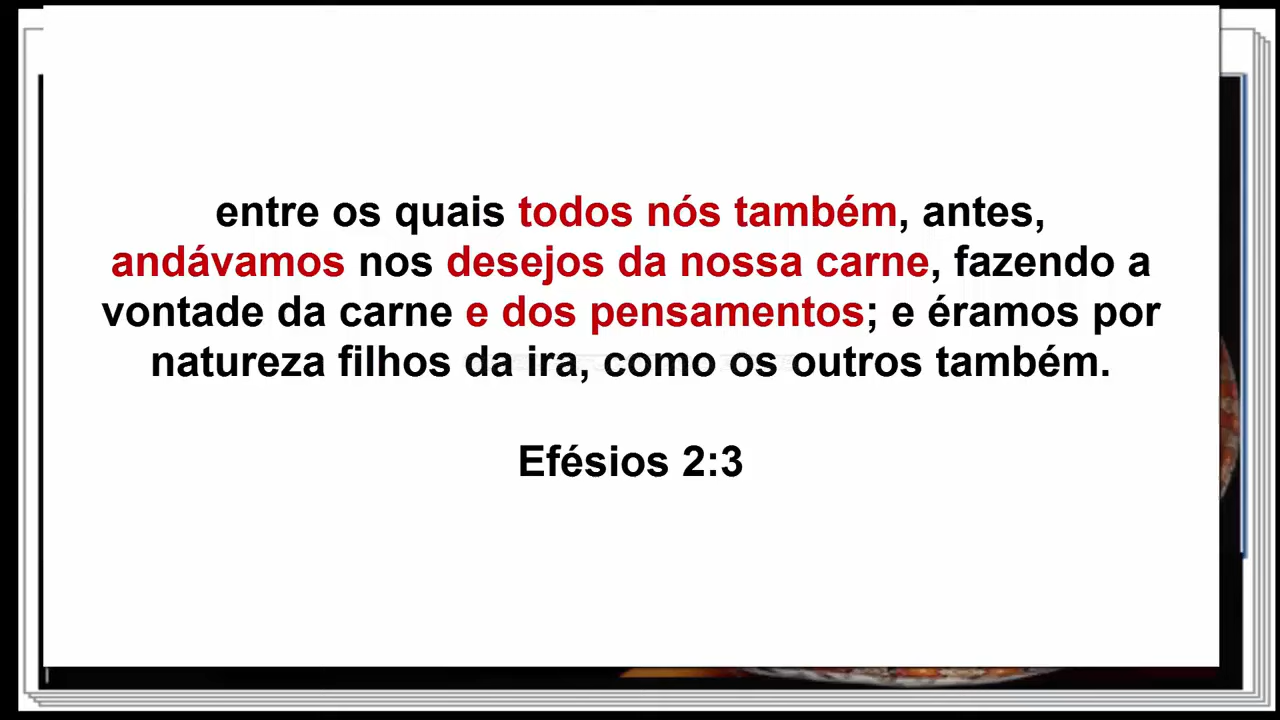 entre os quais todos nós também, antes,
andávamos nos desejos da nossa carne, fazendo a
vontade da carne e dos pensamentos; e éramos por
natureza filhos da ira, como os outros também.
Efésios 2:3